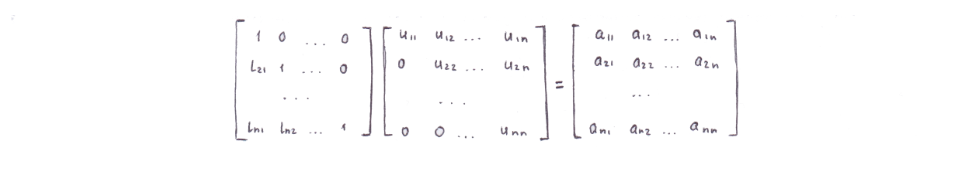 1 0 ... 0 u11 u12 ... u1n a11 a12 ... a1n
L21 1 ... 0 0 u22 ... u2n = a21 a22 ... a2n
... ... ...
Ln1 Ln2 ... 1 0 0 ... unn an1 an2 ... ann